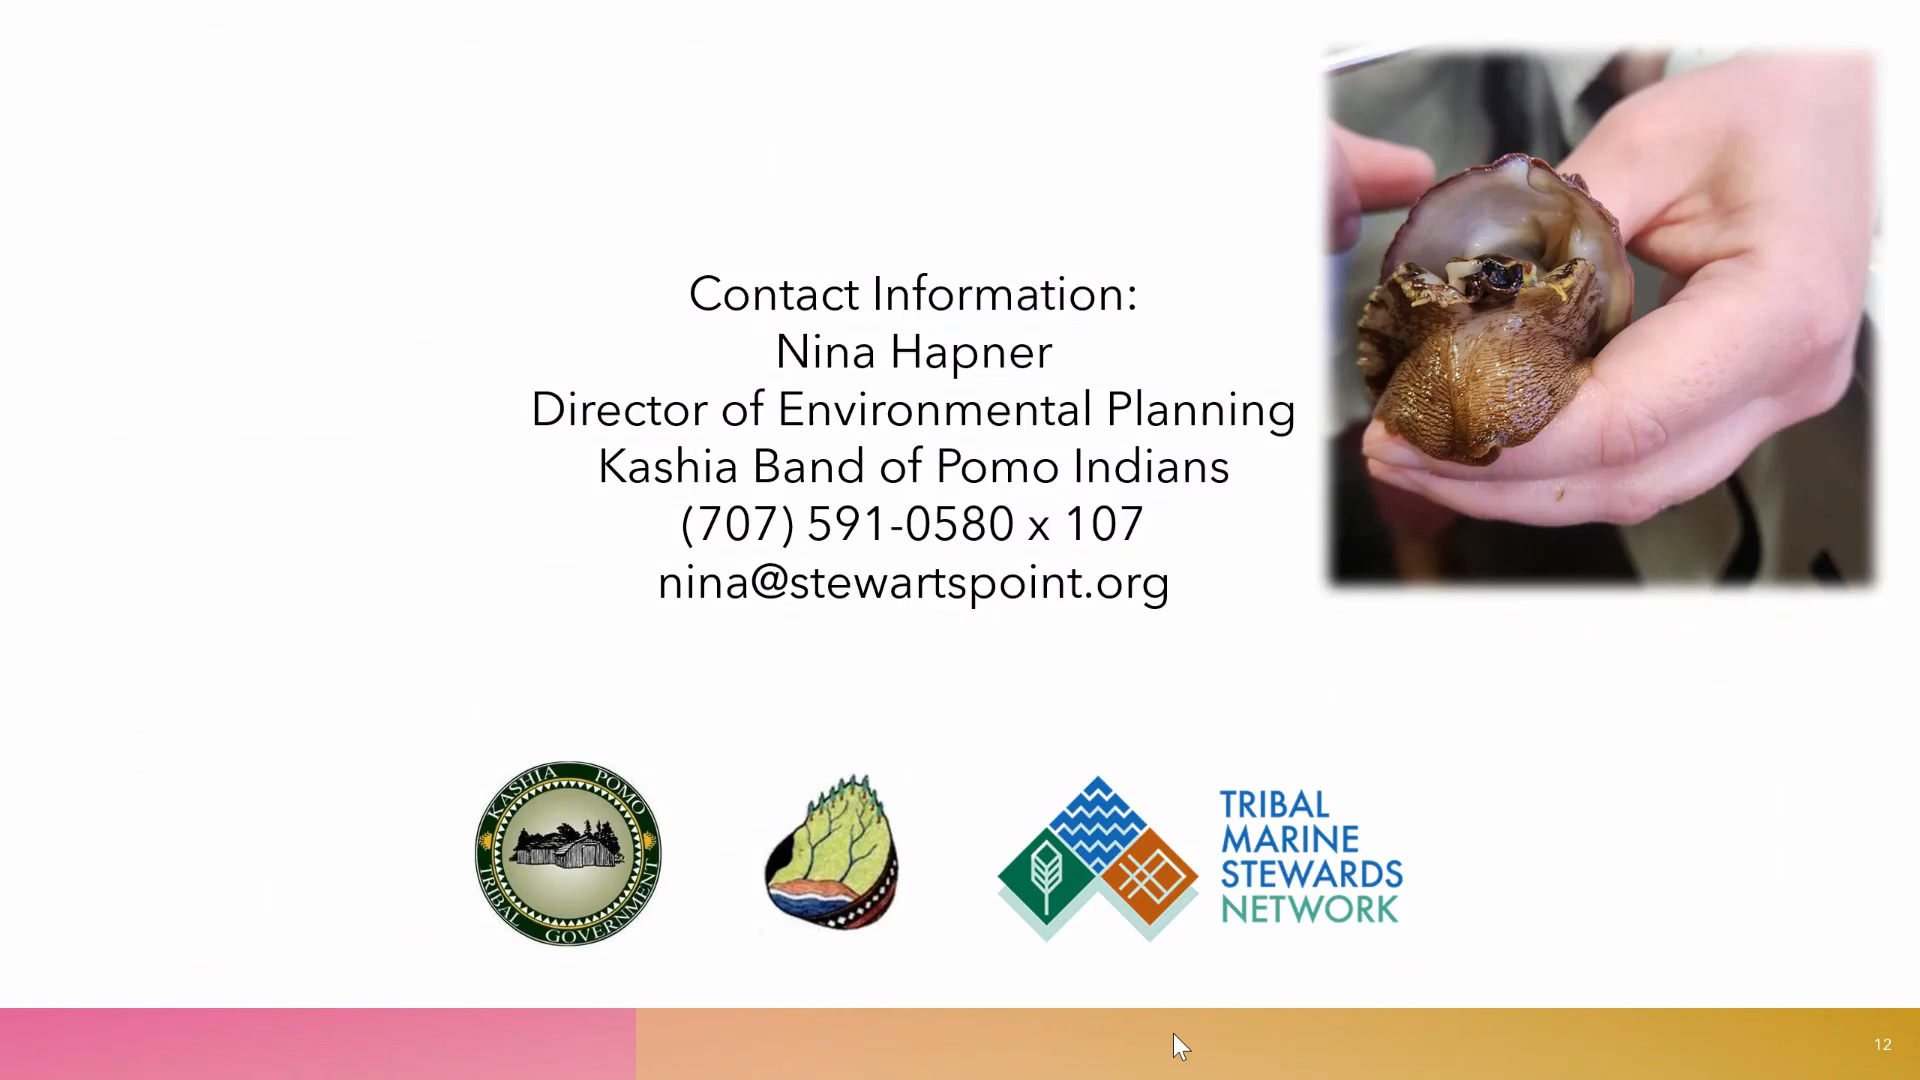 Contact Information:
Nina Hapner
Director of Environmental Planning
Kashia Band of Pomo Indians
(707) 591-0580 x 107
nina@stewartspoint.org
KASHIA POMO
TRIBAL GOVERNMENT
TRIBAL
MARINE
STEWARDS
NETWORK
12